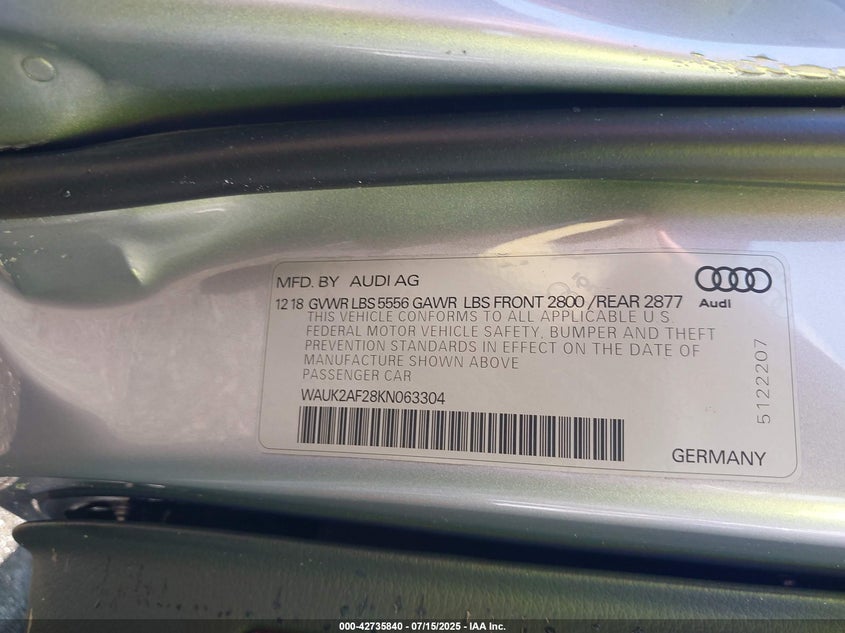 MFD. BY AUDI AG
12 18 GVWR LBS 5556 GAWR LBS FRONT 2800 / REAR 2877
THIS VEHICLE CONFORMS TO ALL APPLICABLE U.S.
FEDERAL MOTOR VEHICLE SAFETY, BUMPER AND THEFT
PREVENTION STANDARDS IN EFFECT ON THE DATE OF
MANUFACTURE SHOWN ABOVE
PASSENGER CAR
WAUK2AF28KN063304
Audi
5122207
GERMANY
000-42735840 - 07/15/2025 - IAA Inc.